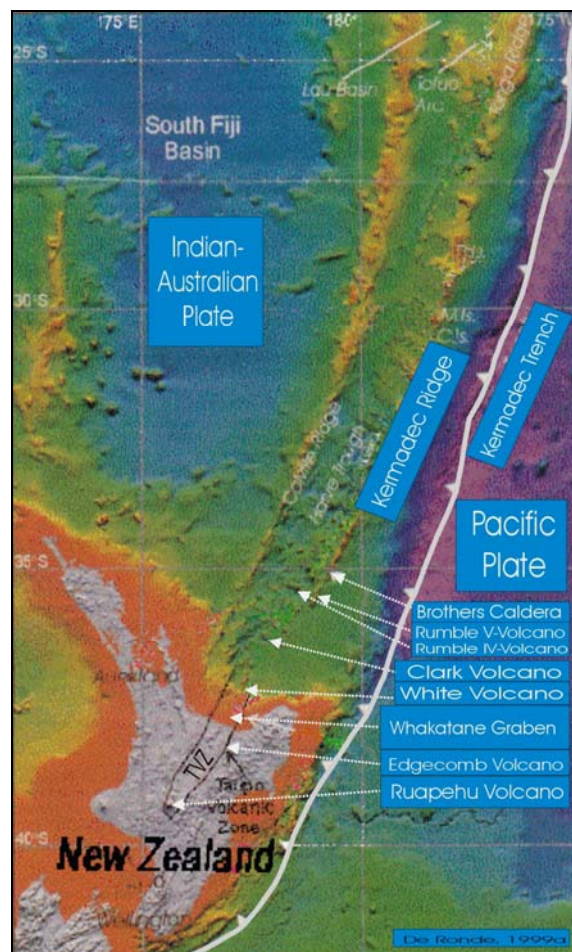 175°E
180°
175°W
25°S
Lau Basin
Tofua
Arc
Tonga Ridge
South Fiji
Basin
Indian-
Australian
Plate
30°S
M.Is.
C.Is.
Kermadec Ridge
Kermadec Trench
Colville Ridge
Havre Trough
Pacific
Plate
35°S
Brothers Caldera
Rumble V-Volcano
Rumble IV-Volcano
Clark Volcano
White Volcano
Auckland
Whakatane Graben
TVZ
Edgecomb Volcano
Taupo
Volcanic
Zone
Ruapehu Volcano
40°S
New Zealand
Wellington
De Ronde, 1999a